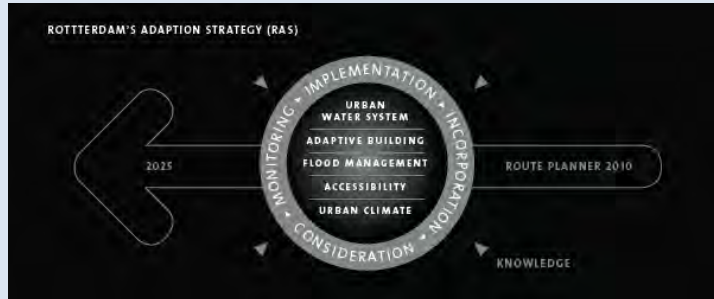 ROTTTERDAM'S ADAPTION STRATEGY (RAS)
IMPLEMENTATION
INCORPORATION
CONSIDERATION
MONITORING
URBAN
WATER SYSTEM
ADAPTIVE BUILDING
FLOOD MANAGEMENT
ACCESSIBILITY
URBAN CLIMATE
2025
ROUTE PLANNER 2010
KNOWLEDGE